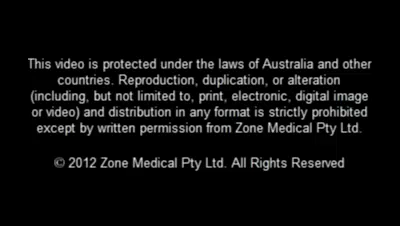 This video is protected under the laws of Australia and other
countries. Reproduction, duplication, or alteration
(including, but not limited to, print, electronic, digital image
or video) and distribution in any format is strictly prohibited
except by written permission from Zone Medical Pty Ltd.
© 2012 Zone Medical Pty Ltd. All Rights Reserved